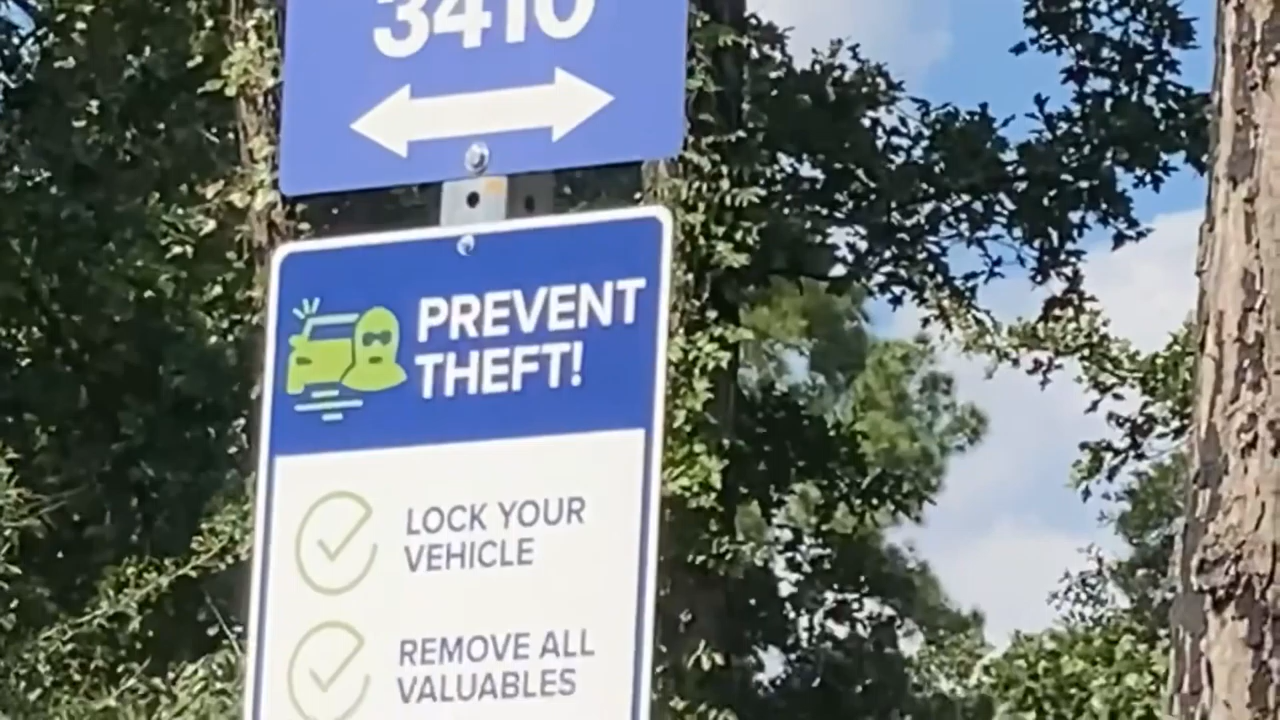 3410
PREVENT
THEFT!
LOCK YOUR
VEHICLE
REMOVE ALL
VALUABLES